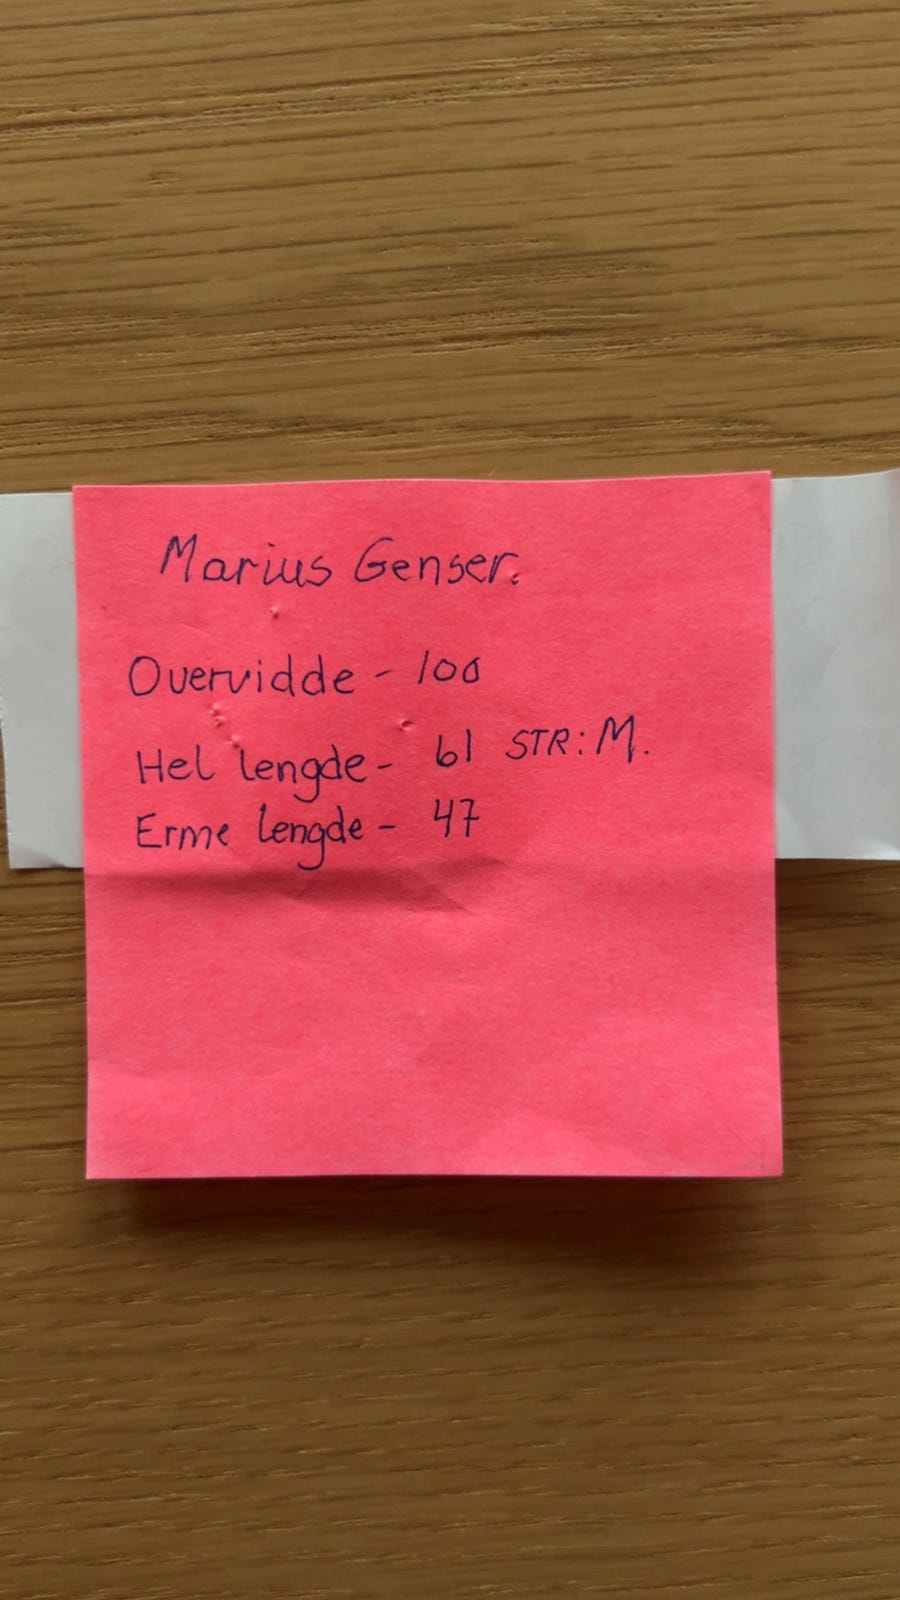 Marius Genser.
Overvidde - 100
Hel lengde - 61 STR: M.
Erme lengde - 47